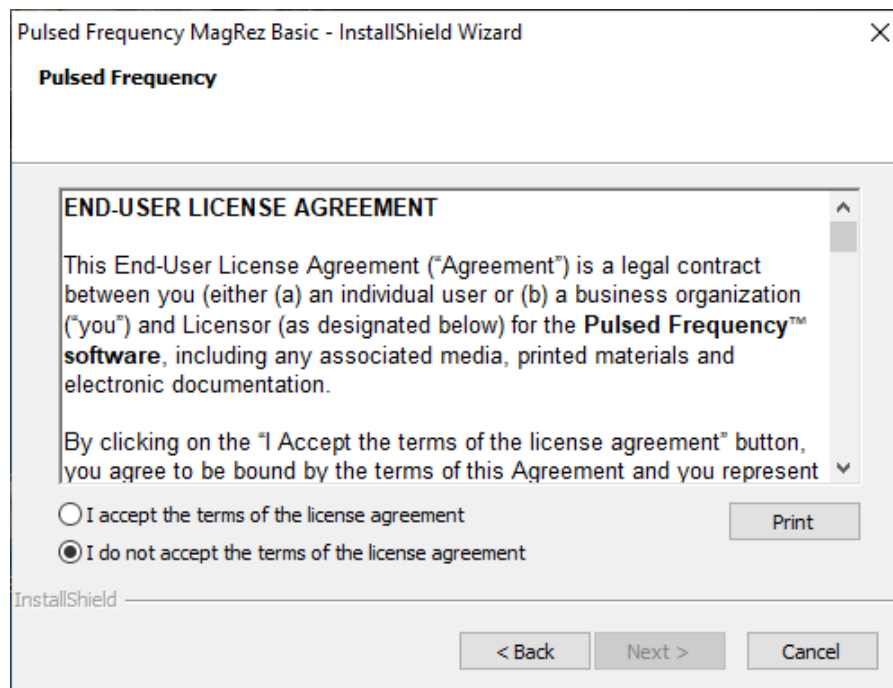 Pulsed Frequency MagRez Basic - InstallShield Wizard
Pulsed Frequency
END-USER LICENSE AGREEMENT
This End-User License Agreement (“Agreement”) is a legal contract
between you (either (a) an individual user or (b) a business organization
(“you”) and Licensor (as designated below) for the Pulsed Frequency™
software, including any associated media, printed materials and
electronic documentation.
By clicking on the “I Accept the terms of the license agreement” button,
you agree to be bound by the terms of this Agreement and you represent
I accept the terms of the license agreement
Print
I do not accept the terms of the license agreement
InstallShield
< Back Next > Cancel